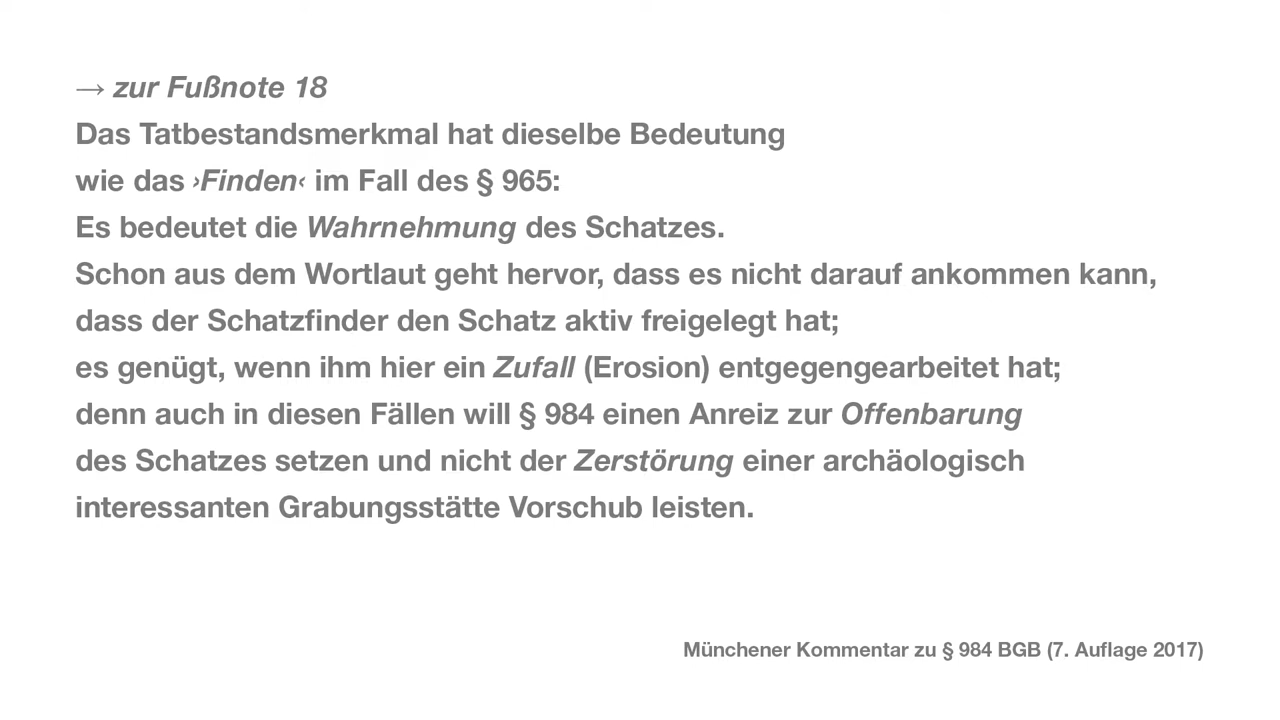 → zur Fußnote 18
Das Tatbestandsmerkmal hat dieselbe Bedeutung
wie das ›Finden‹ im Fall des § 965:
Es bedeutet die Wahrnehmung des Schatzes.
Schon aus dem Wortlaut geht hervor, dass es nicht darauf ankommen kann,
dass der Schatzfinder den Schatz aktiv freigelegt hat;
es genügt, wenn ihm hier ein Zufall (Erosion) entgegengearbeitet hat;
denn auch in diesen Fällen will § 984 einen Anreiz zur Offenbarung
des Schatzes setzen und nicht der Zerstörung einer archäologisch
interessanten Grabungsstätte Vorschub leisten.
Münchener Kommentar zu § 984 BGB (7. Auflage 2017)